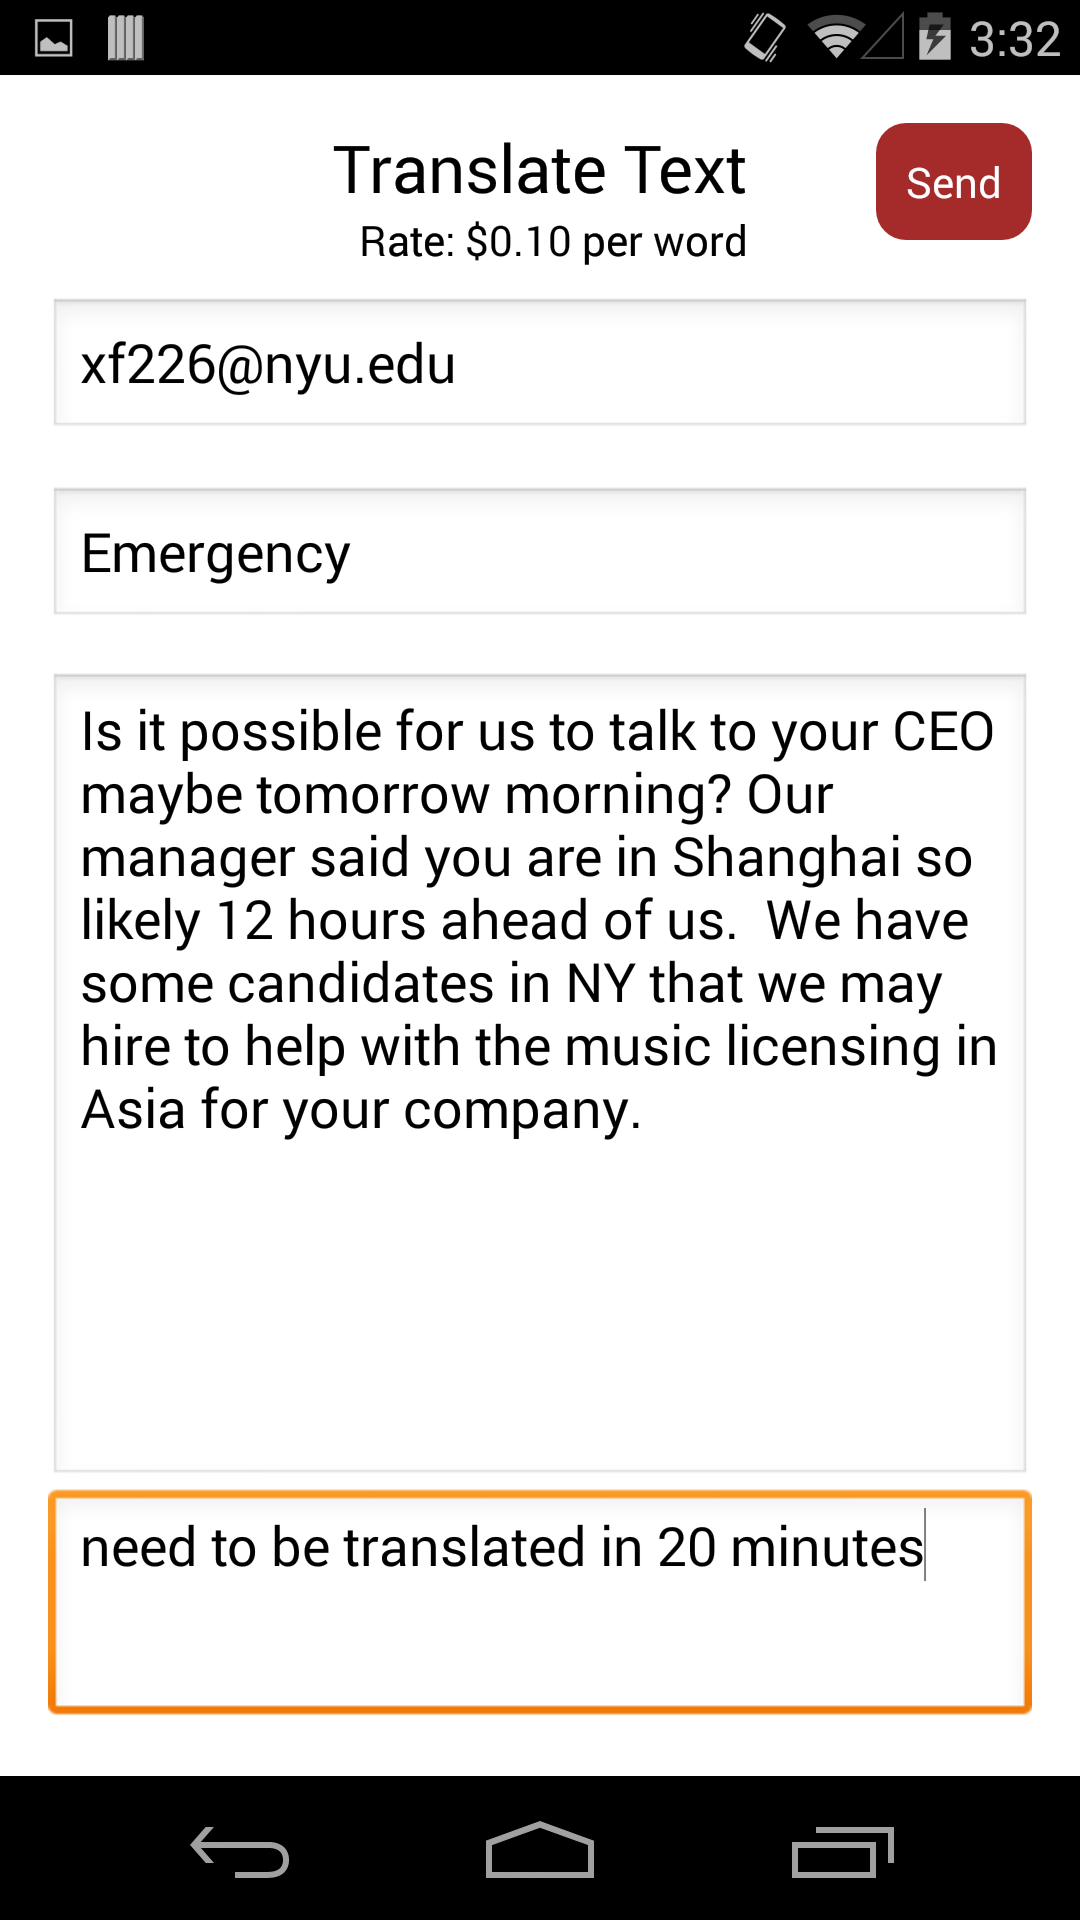 3:32
Translate Text
Send
Rate: $0.10 per word
xf226@nyu.edu
Emergency
Is it possible for us to talk to your CEO
maybe tomorrow morning? Our
manager said you are in Shanghai so
likely 12 hours ahead of us.  We have
some candidates in NY that we may
hire to help with the music licensing in
Asia for your company.
need to be translated in 20 minutes